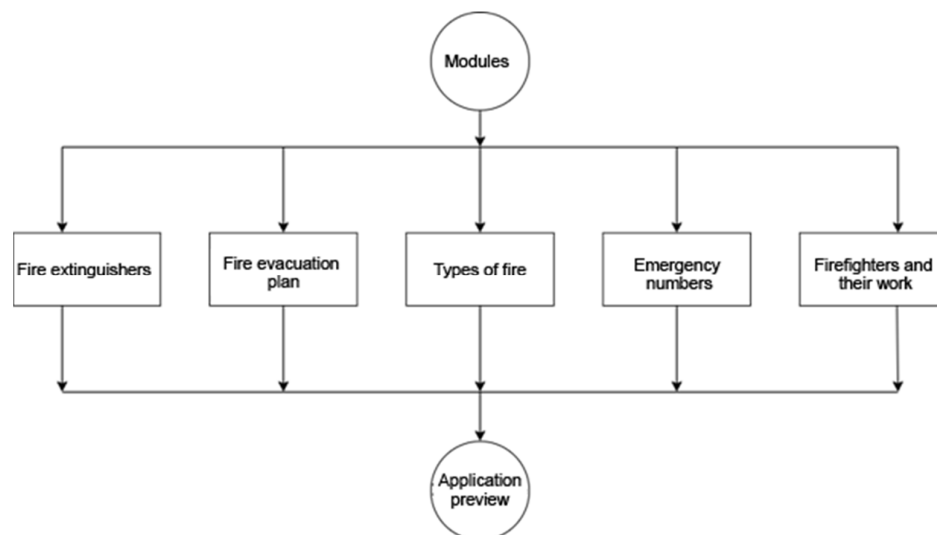 Modules
Fire extinguishers
Fire evacuation
plan
Types of fire
Emergency
numbers
Firefighters and
their work
Application
preview